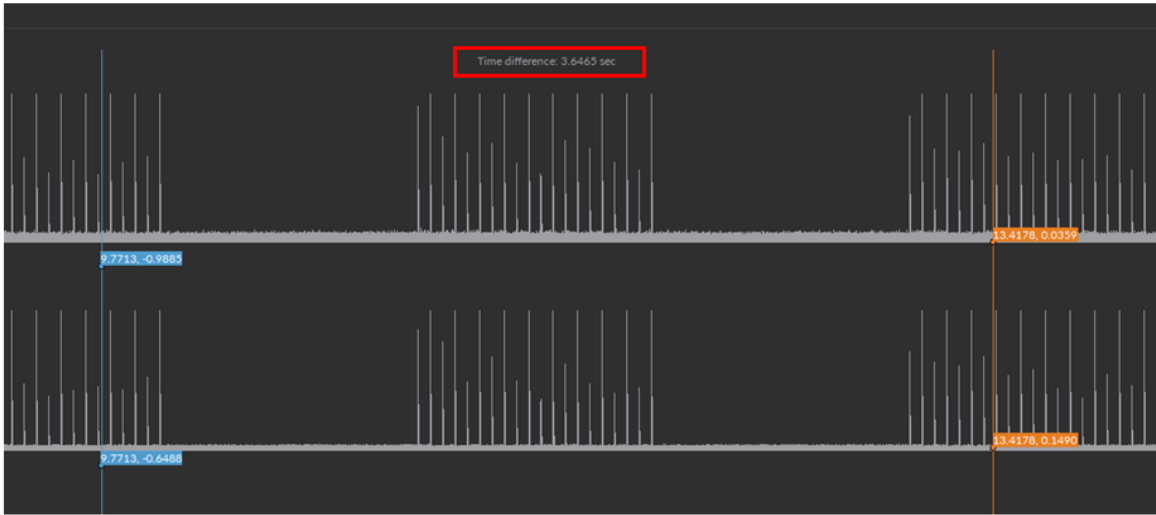 Time difference: 3.6465 sec
13.4178, 0.0359
9.7713, -0.9885
13.4178, 0.1490
9.7713, -0.6488